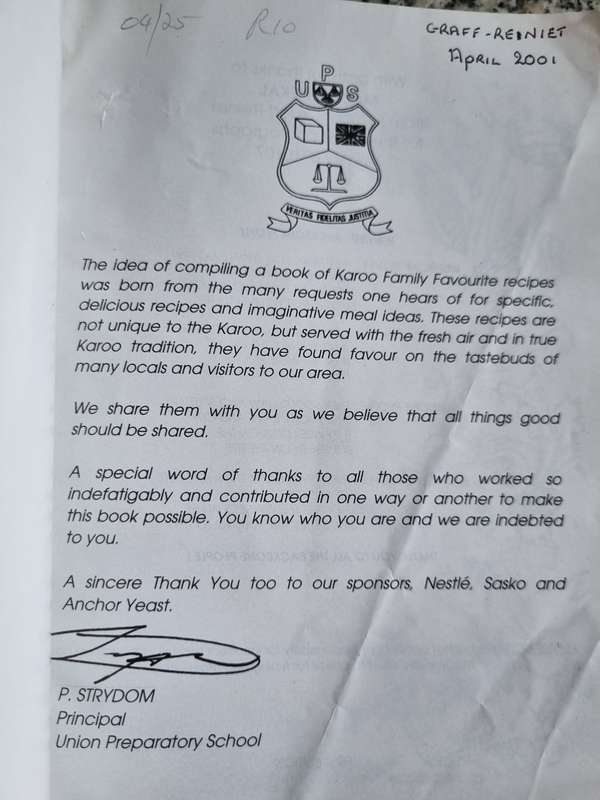 04/25 R10
GRAFF-REINIET
APRIL 2001
U P S
VERITAS FIDELITAS JUSTITIA
The idea of compiling a book of Karoo Family Favourite recipes
was born from the many requests one hears of for specific,
delicious recipes and imaginative meal ideas. These recipes are
not unique to the Karoo, but served with the fresh air and in true
Karoo tradition, they have found favour on the tastebuds of
many locals and visitors to our area.
We share them with you as we believe that all things good
should be shared.
A special word of thanks to all those who worked so
indefatigably and contributed in one way or another to make
this book possible. You know who you are and we are indebted
to you.
A sincere Thank You too to our sponsors, Nestlé, Sasko and
Anchor Yeast.
P. STRYDOM
Principal
Union Preparatory School